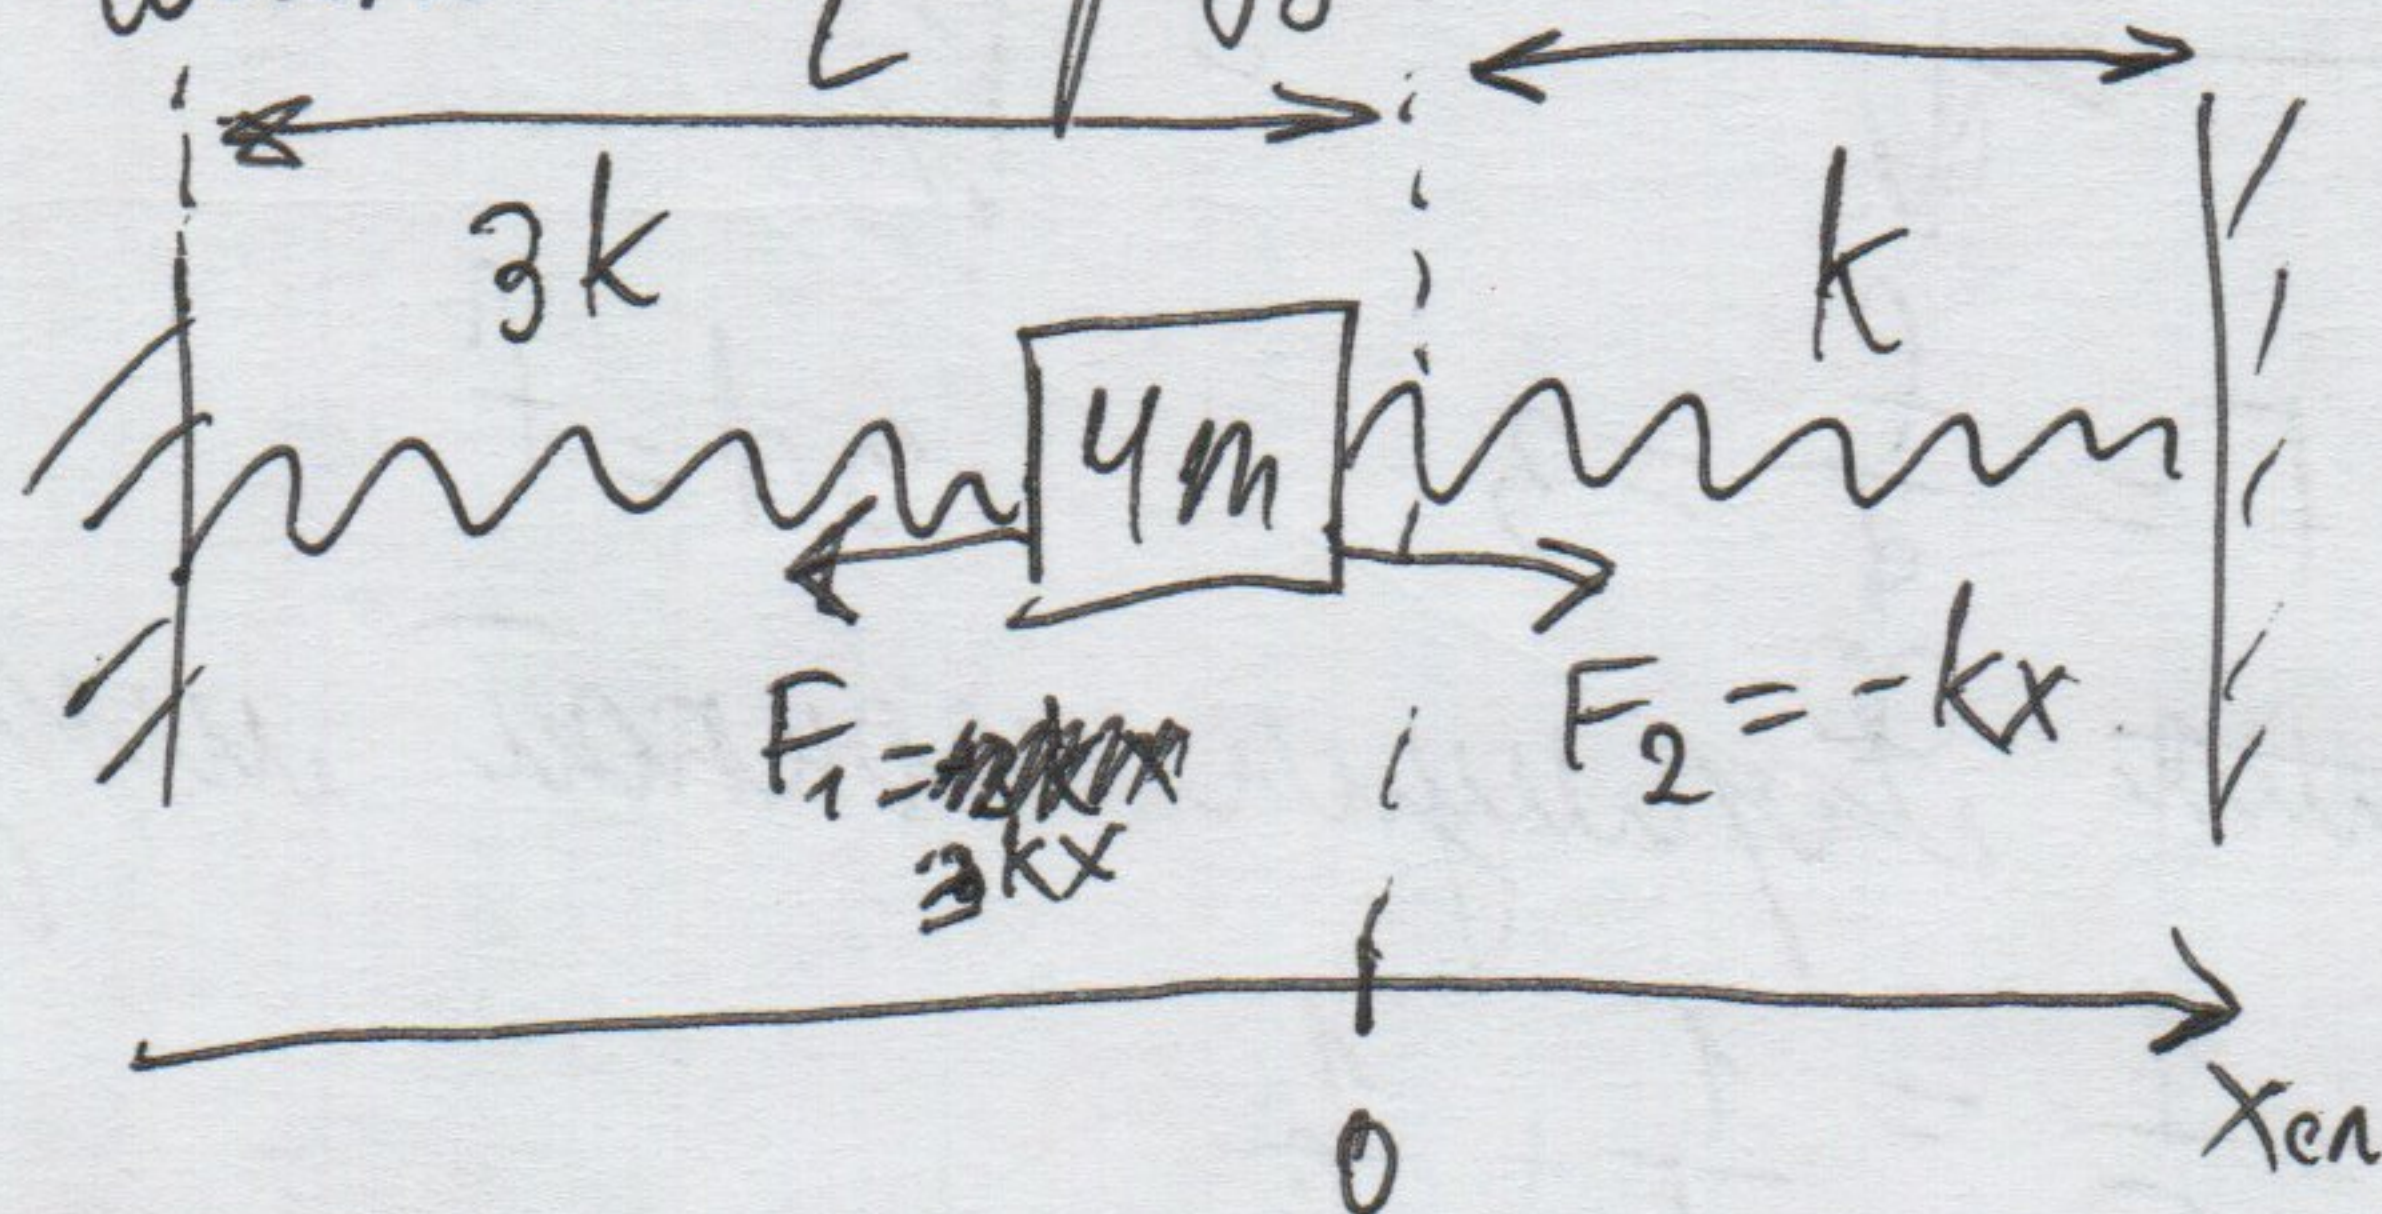 3k
k
4m
F₁ =
3kx
F₂ = -kx
0